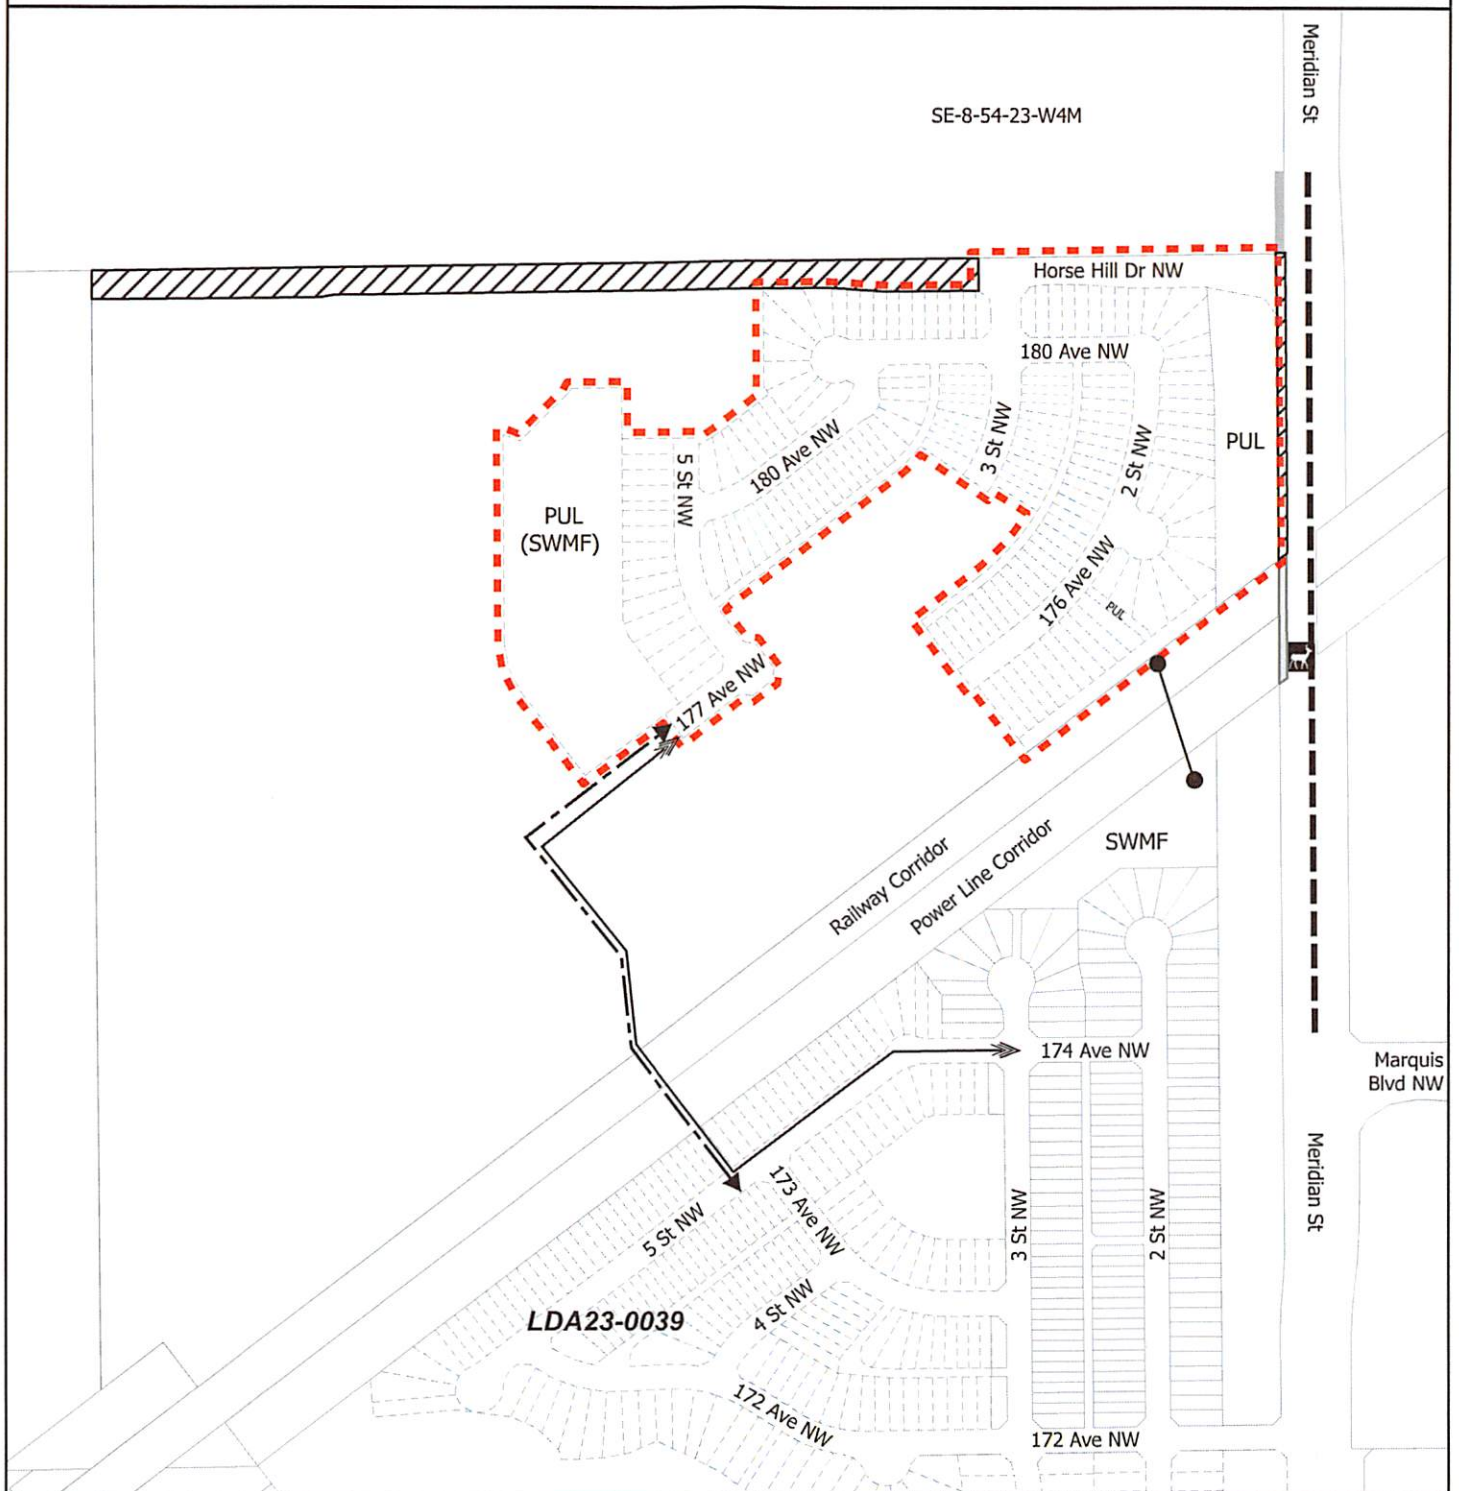 Meridian St
SE-8-54-23-W4M
Horse Hill Dr NW
180 Ave NW
3 St NW
2 St NW
PUL
180 Ave NW
5 St NW
PUL
(SWMF)
176 Ave NW
PUL
177 Ave NW
SWMF
Railway Corridor
Power Line Corridor
174 Ave NW
Marquis
Blvd NW
Meridian St
173 Ave NW
3 St NW
2 St NW
5 St NW
4 St NW
LDA23-0039
172 Ave NW
172 Ave NW